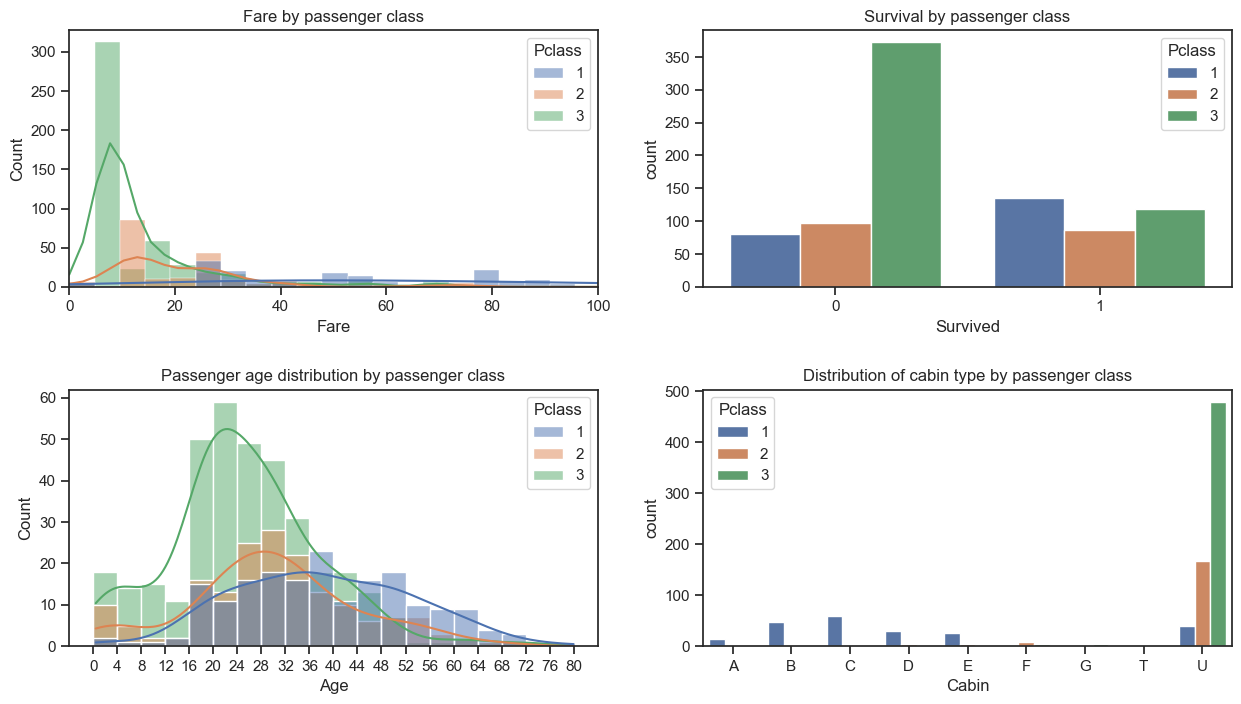 Fare by passenger class
Count
300
250
200
150
100
50
0
0 20 40 60 80 100
Fare
Pclass
1
2
3
Survival by passenger class
count
350
300
250
200
150
100
50
0
0 1
Survived
Pclass
1
2
3
Passenger age distribution by passenger class
Count
60
50
40
30
20
10
0
0 4 8 12 16 20 24 28 32 36 40 44 48 52 56 60 64 68 72 76 80
Age
Pclass
1
2
3
Distribution of cabin type by passenger class
count
500
400
300
200
100
0
A B C D E F G T U
Cabin
Pclass
1
2
3